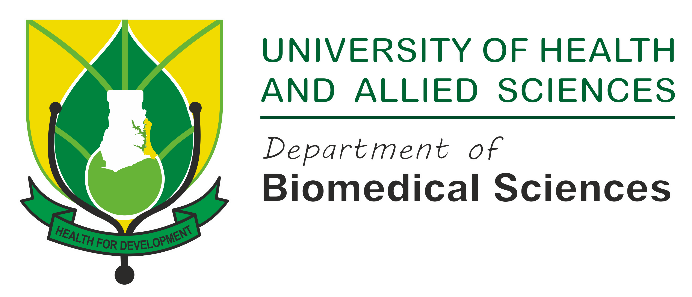 UNIVERSITY OF HEALTH
AND ALLIED SCIENCES
Department of
Biomedical Sciences
HEALTH FOR DEVELOPMENT